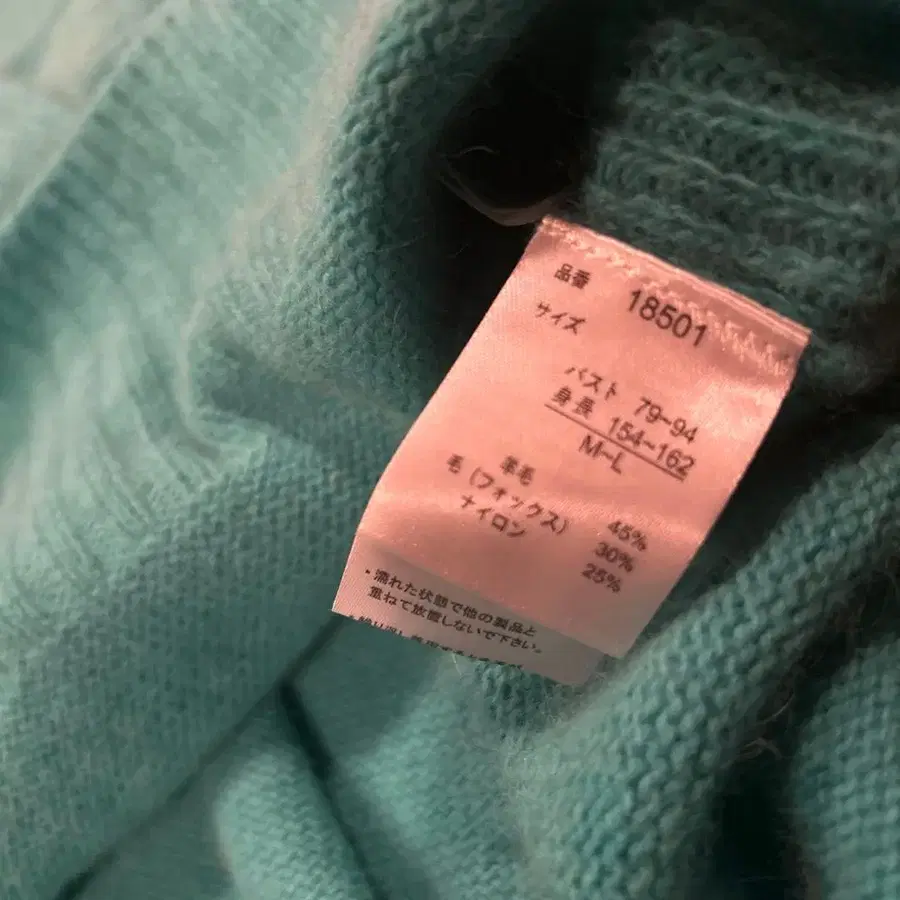 品番 18501
サイズ
バスト 79~94
身長 154~162
M~L
羊毛 45%
毛(フォックス) 30%
ナイロン 25%
・濡れた状態で他の製品と
重ねて放置しないで下さい。